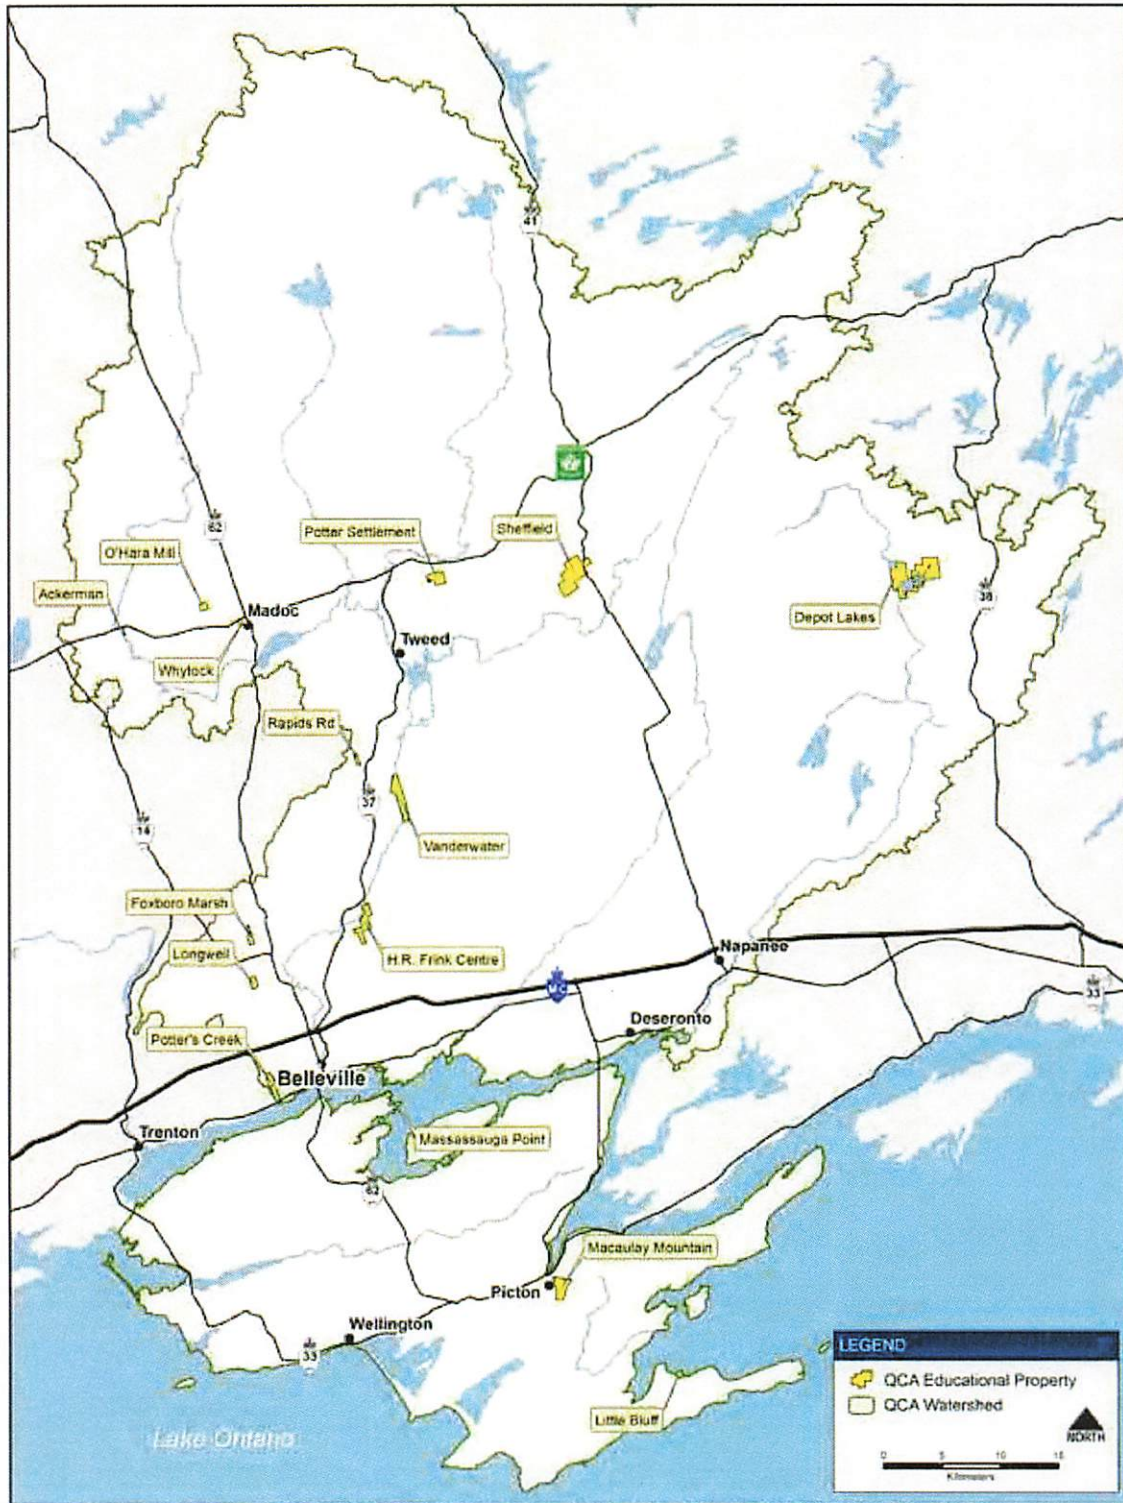 41
62
O'Hara Mill
Potter Settlement
Sheffield
Ackerman
Madoc
Depot Lakes
38
Whytock
Tweed
Rapids Rd
37
14
Vanderwater
Foxboro Marsh
Longwell
H.R. Frink Centre
Napanee
33
Deseronto
Potter's Creek
Belleville
Trenton
Massassauga Point
62
Macaulay Mountain
Picton
Wellington
33
Little Bluff
Lake Ontario
LEGEND
QCA Educational Property
QCA Watershed
NORTH
0 5 10 15
Kilometers